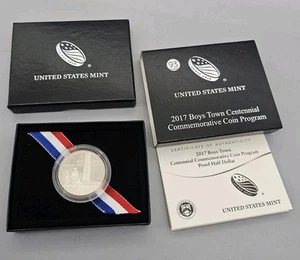 UNITED STATES MINT
2017 Boys Town Centennial
Commemorative Coin Program
UNITED STATES MINT
CERTIFICATE OF AUTHENTICITY
2017 Boys Town
Centennial Commemorative Coin Program
Proof Half Dollar
UNITED STATES MINT